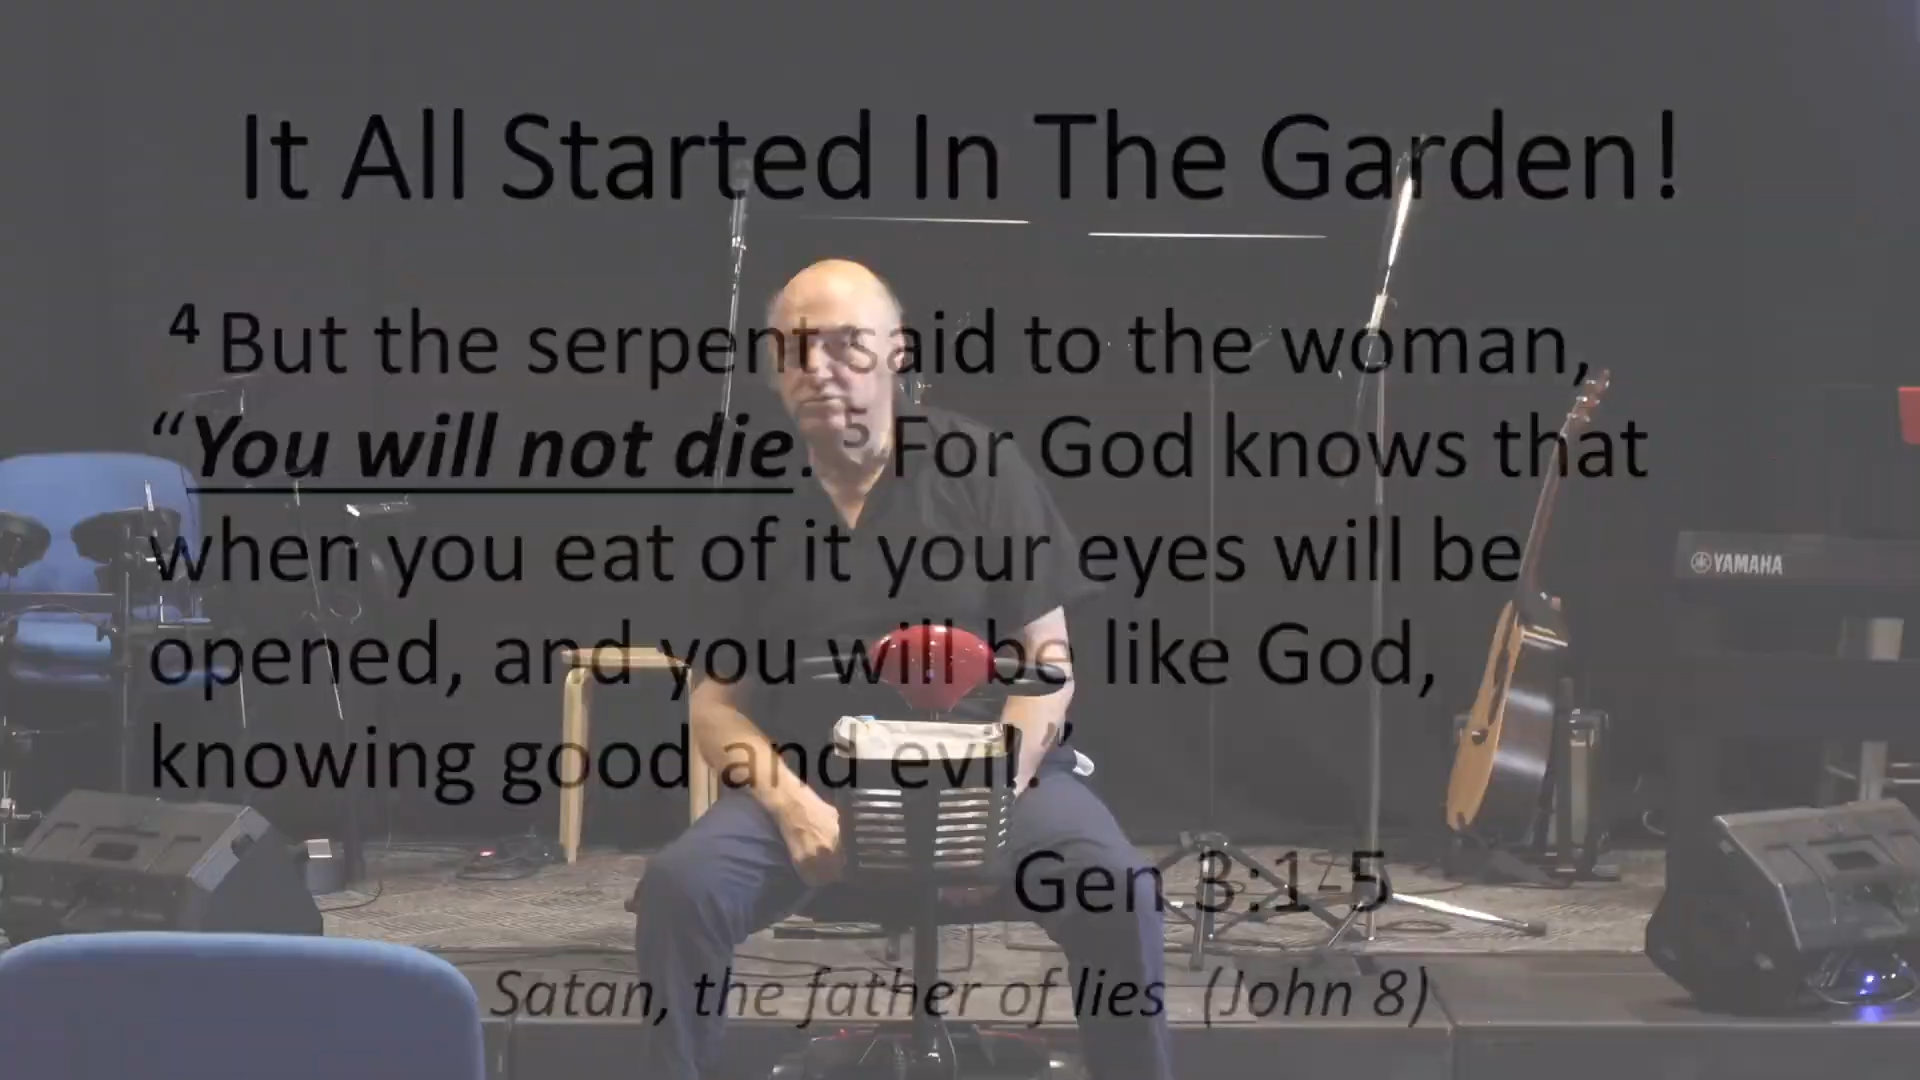 It All Started In The Garden!
4 But the serpent said to the woman,
“You will not die. 5 For God knows that
when you eat of it your eyes will be
opened, and you will be like God,
knowing good and evil.”
Gen 3:1-5
Satan, the father of lies (John 8)
YAMAHA